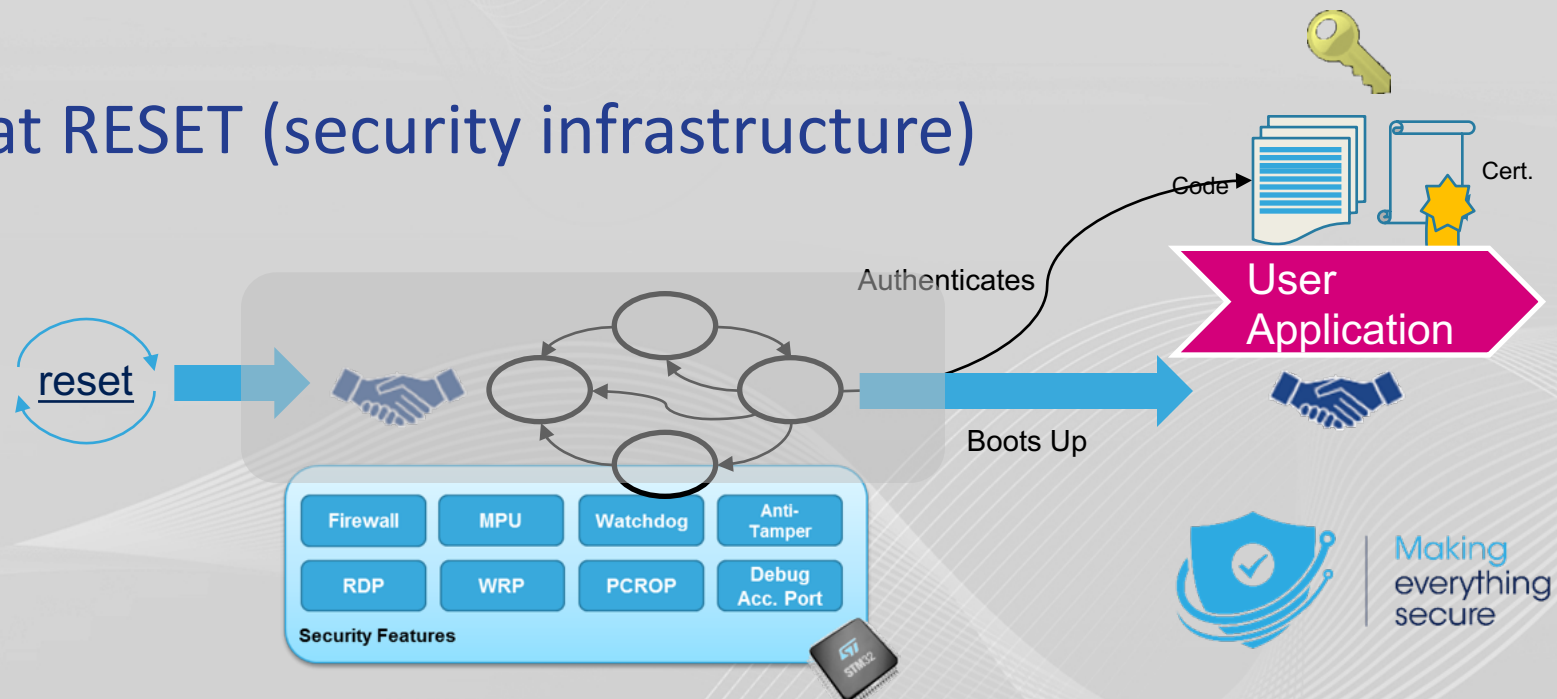 at RESET (security infrastructure)
Code
Cert.
Authenticates
User
Application
reset
Boots Up
Firewall
MPU
Watchdog
Anti-
Tamper
RDP
WRP
PCROP
Debug
Acc. Port
Security Features
ST
STM32
Making
everything
secure